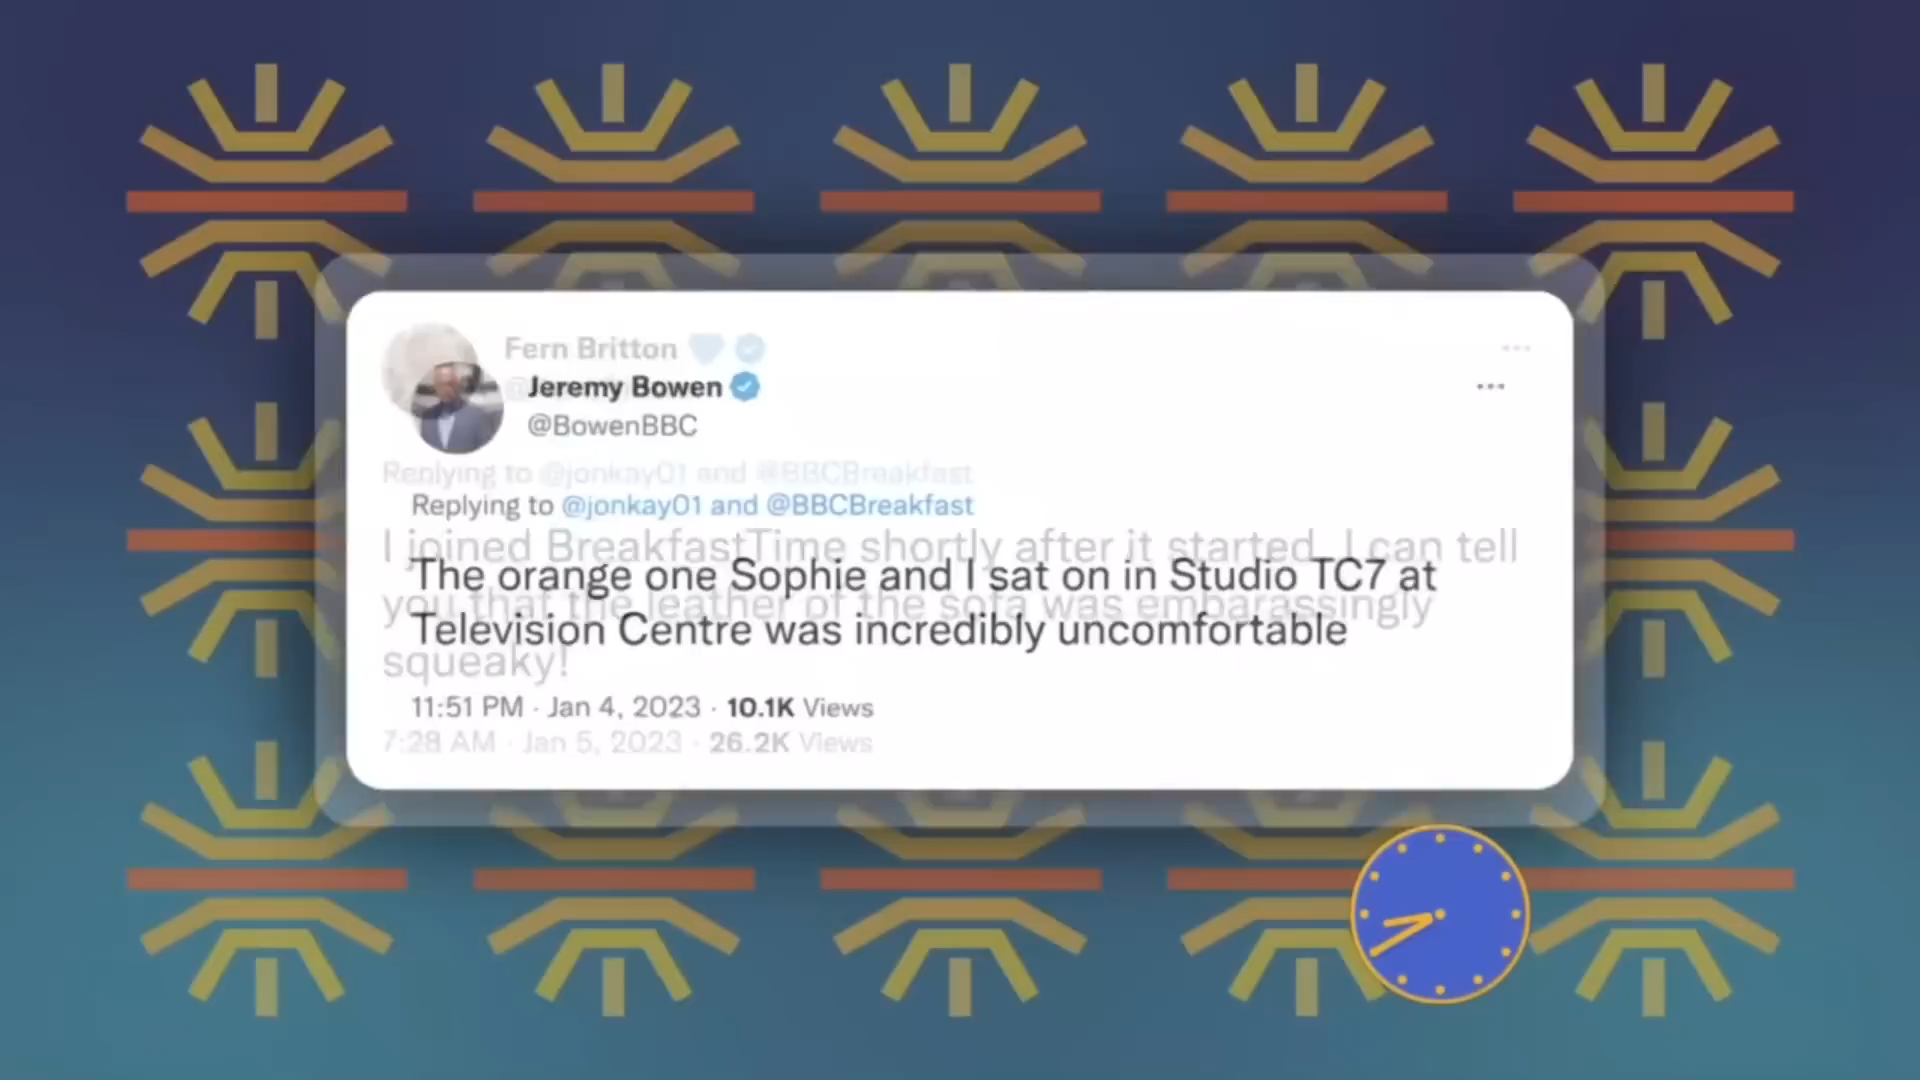 Fern Britton
Jeremy Bowen
@BowenBBC
Replying to @jonkay01 and @BBCBreakfast
Replying to @jonkay01 and @BBCBreakfast
I joined BreakfastTime shortly after it started. I can tell
The orange one Sophie and I sat on in Studio TC7 at
you that the leather of the sofa was embarassingly
Television Centre was incredibly uncomfortable
squeaky!
11:51 PM · Jan 4, 2023 · 10.1K Views
7:28 AM · Jan 5, 2023 · 26.2K Views